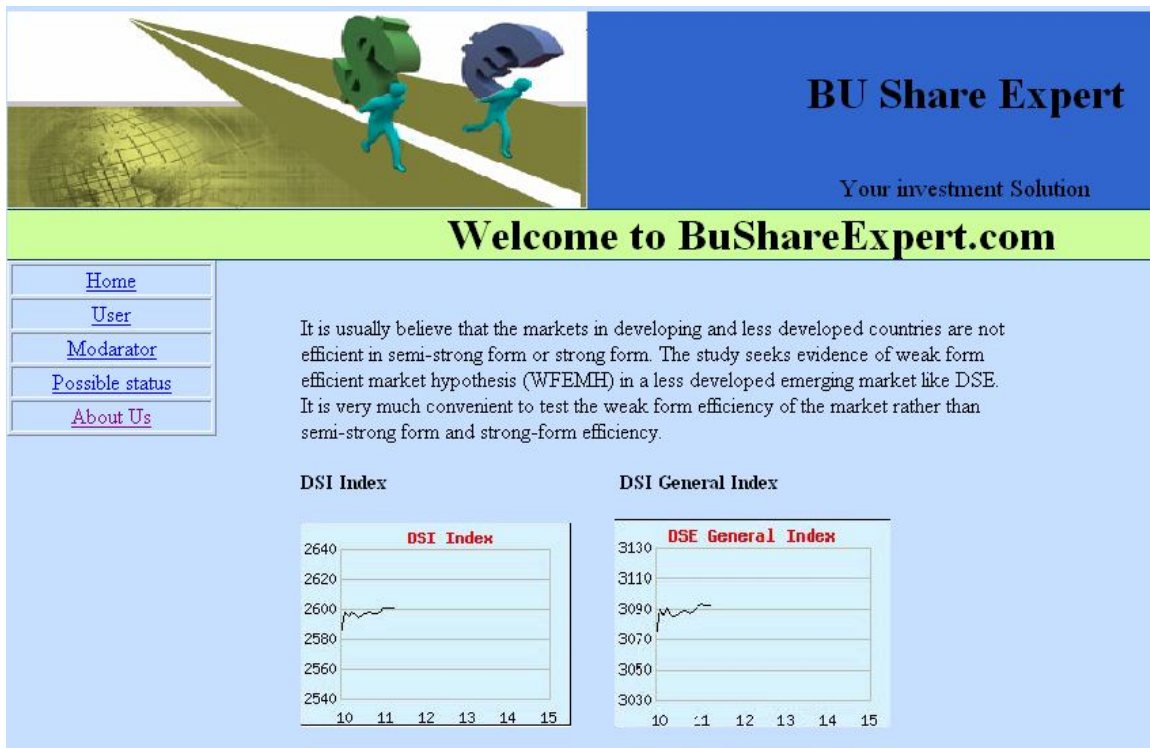 BU Share Expert
Your investment Solution
Welcome to BuShareExpert.com
Home
User
Modarator
Possible status
About Us
It is usually believe that the markets in developing and less developed countries are not
efficient in semi-strong form or strong form. The study seeks evidence of weak form
efficient market hypothesis (WFEMH) in a less developed emerging market like DSE.
It is very much convenient to test the weak form efficiency of the market rather than
semi-strong form and strong-form efficiency.
DSI Index
DSI General Index
DSI Index
2640
2620
2600
2580
2560
2540
10 11 12 13 14 15
DSE General Index
3130
3110
3090
3070
3050
3030
10 11 12 13 14 15